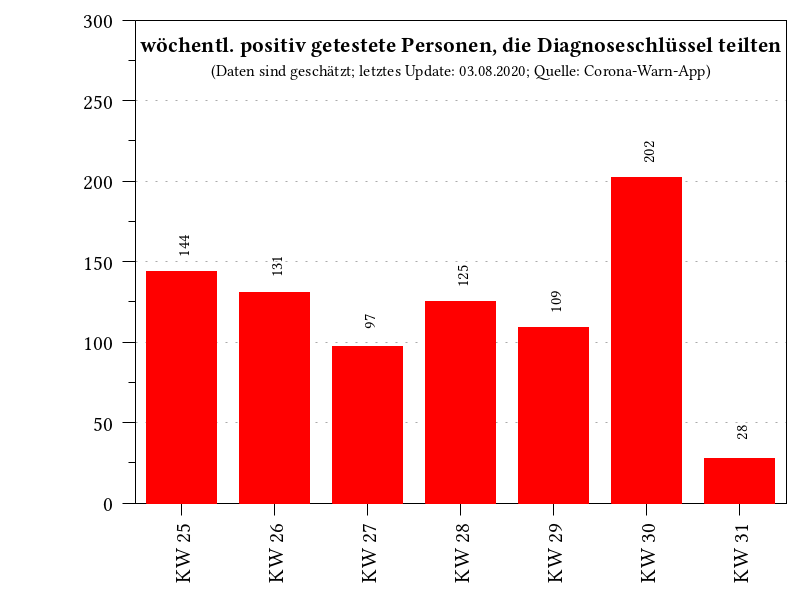 wöchentl. positiv getestete Personen, die Diagnoseschlüssel teilten
(Daten sind geschätzt; letztes Update: 03.08.2020; Quelle: Corona-Warn-App)
300
250
200
150
100
50
0
144
131
97
125
109
202
28
KW 25
KW 26
KW 27
KW 28
KW 29
KW 30
KW 31